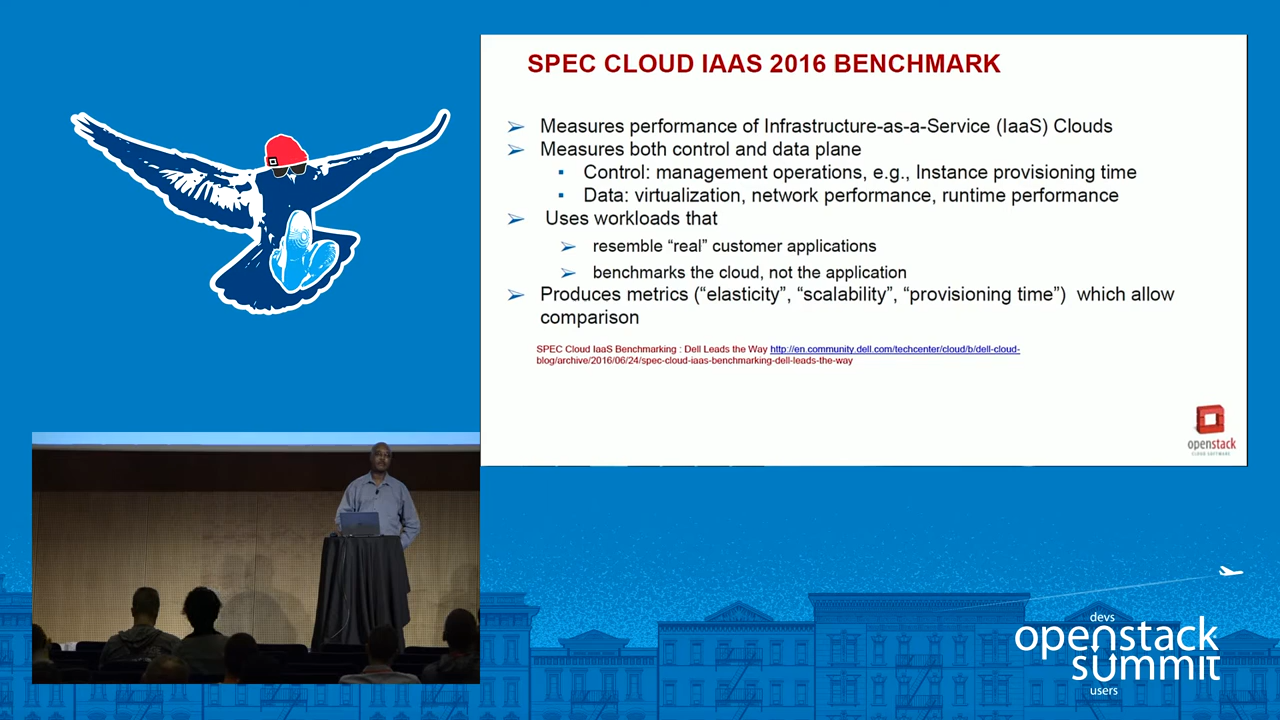 SPEC CLOUD IAAS 2016 BENCHMARK
➢ Measures performance of Infrastructure-as-a-Service (IaaS) Clouds
➢ Measures both control and data plane
▪ Control: management operations, e.g., Instance provisioning time
▪ Data: virtualization, network performance, runtime performance
➢ Uses workloads that
➢ resemble “real” customer applications
➢ benchmarks the cloud, not the application
➢ Produces metrics (“elasticity”, “scalability”, “provisioning time”) which allow
comparison
SPEC Cloud IaaS Benchmarking : Dell Leads the Way http://en.community.dell.com/techcenter/cloud/b/dell-cloud-
blog/archive/2016/06/24/spec-cloud-iaas-benchmarking-dell-leads-the-way
openstack
CLOUD SOFTWARE
devs
openstack
summit
users